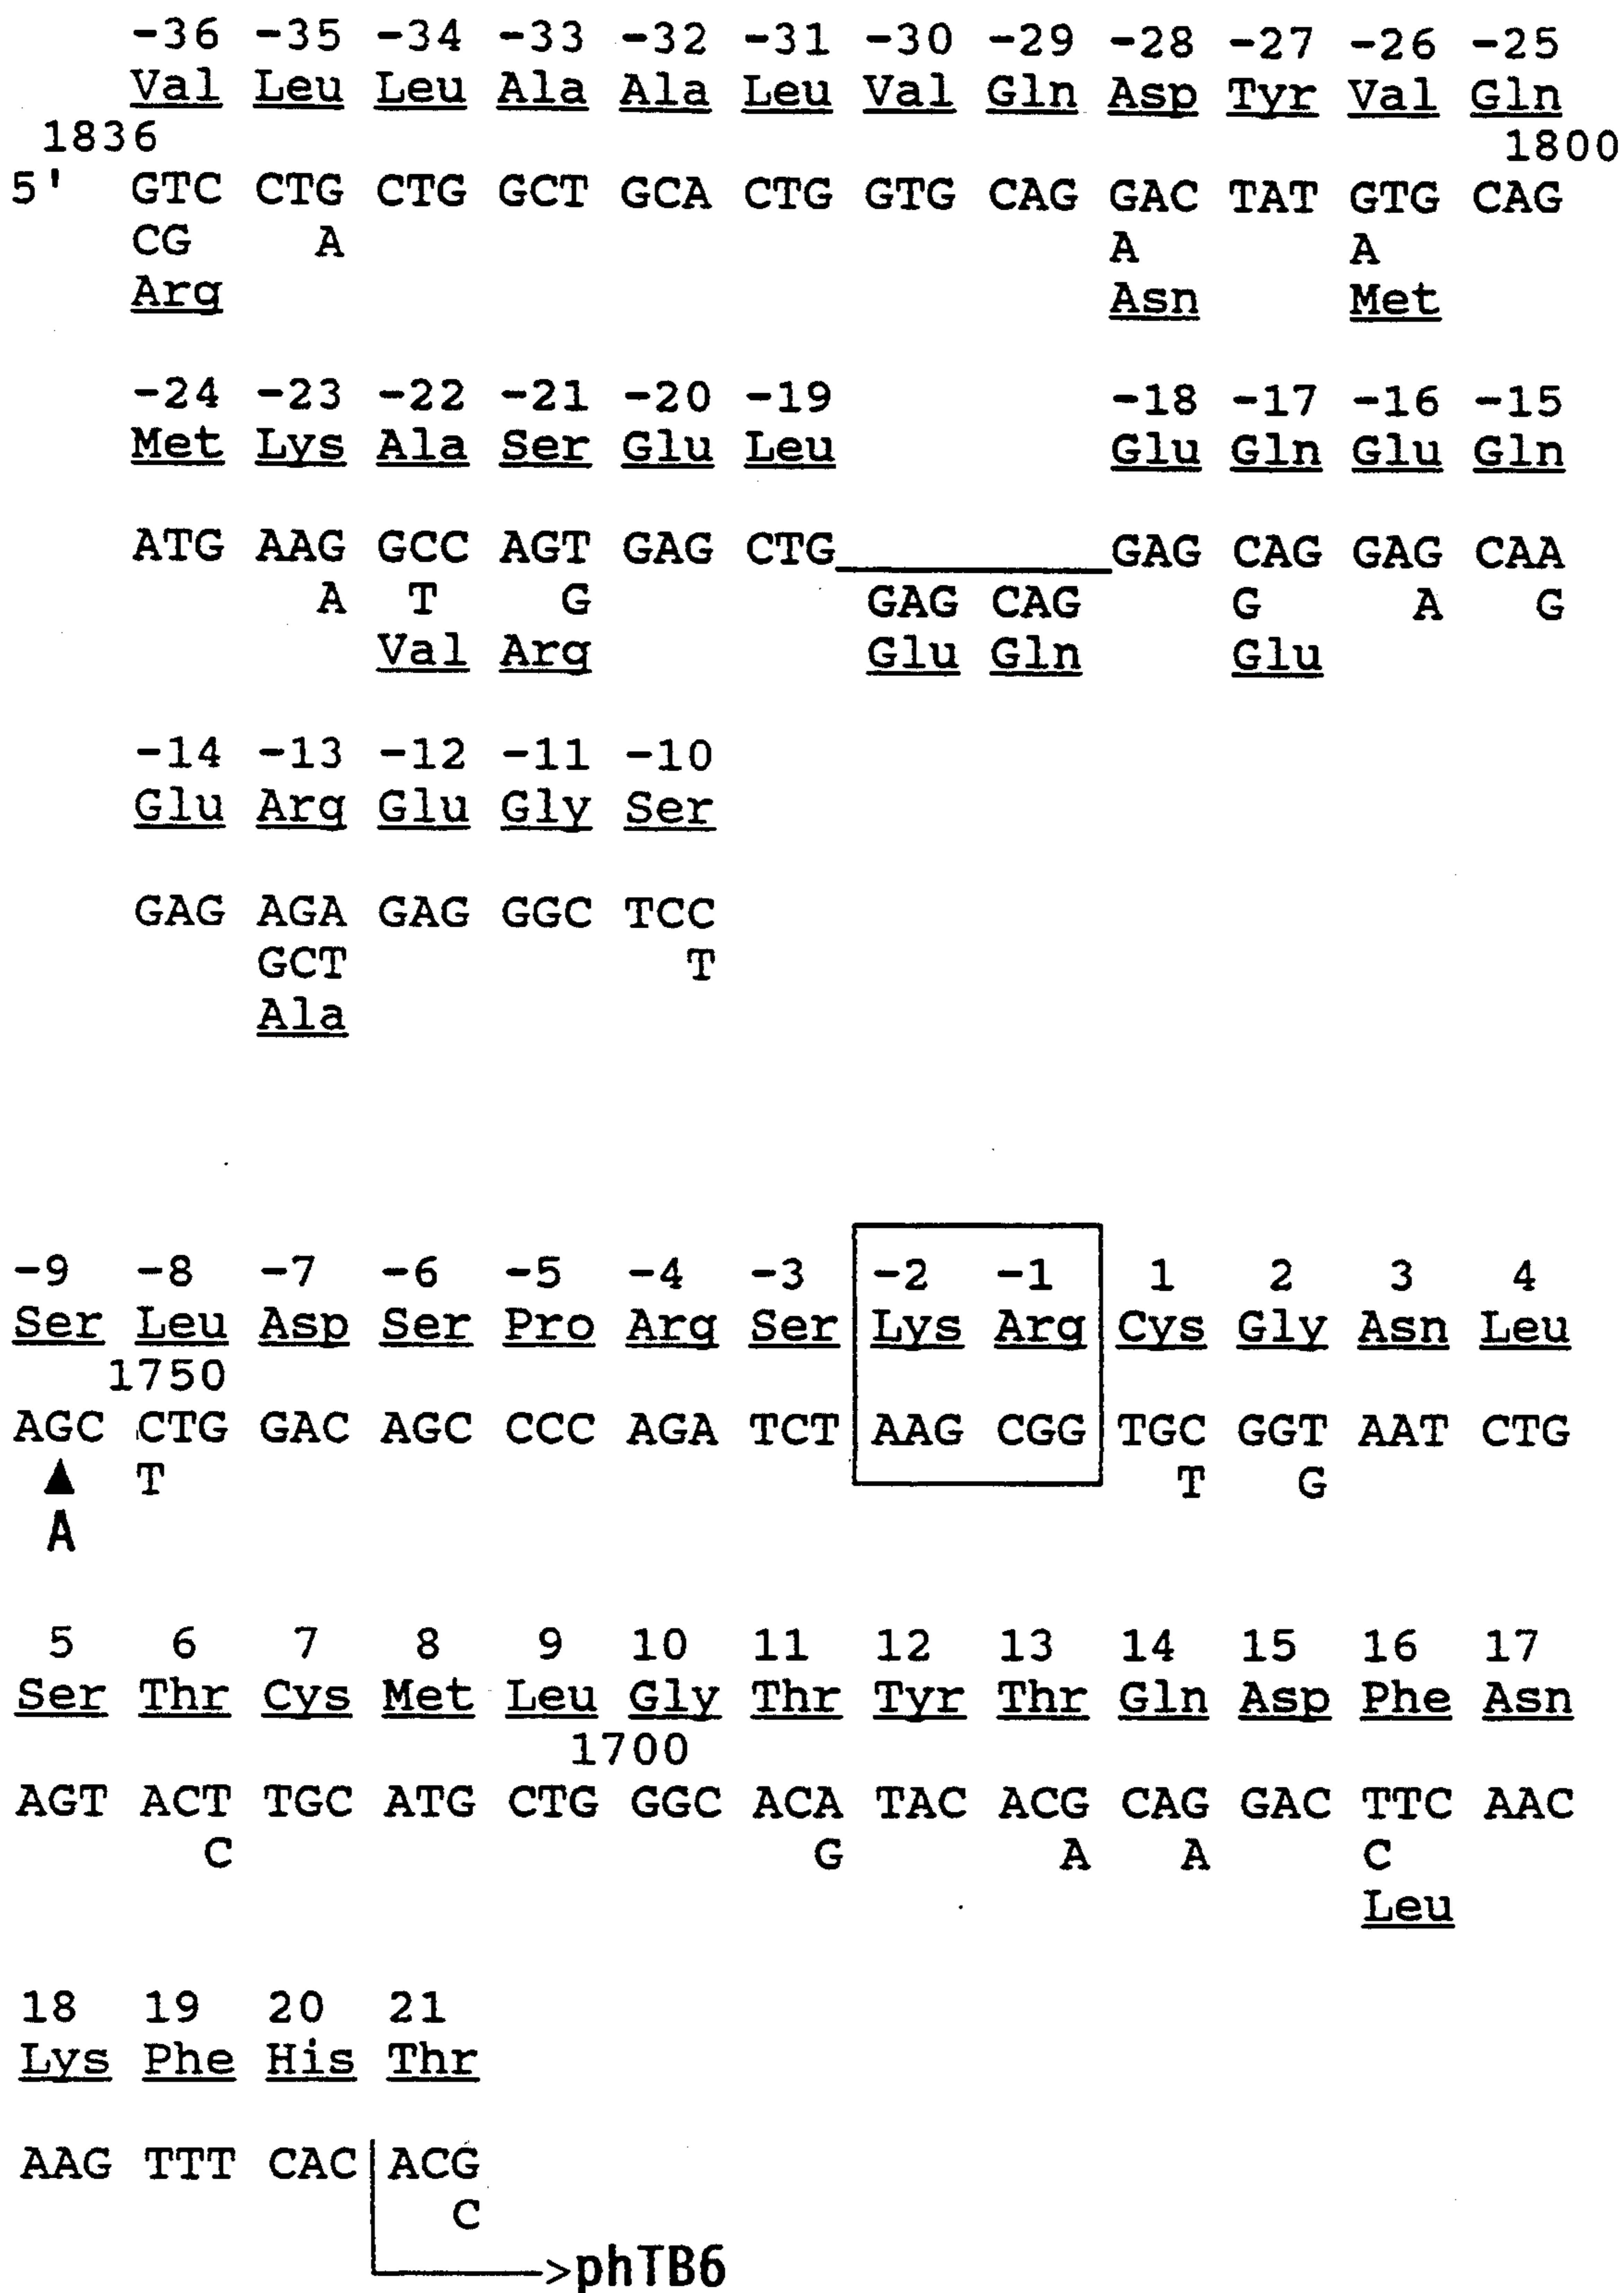 -36 -35 -34 -33 -32 -31 -30 -29 -28 -27 -26 -25
Val Leu Leu Ala Ala Leu Val Gln Asp Tyr Val Gln
1836 1800
5' GTC CTG CTG GCT GCA CTG GTG CAG GAC TAT GTG CAG
CG A A A
Arg Asn Met
-24 -23 -22 -21 -20 -19 -18 -17 -16 -15
Met Lys Ala Ser Glu Leu Glu Gln Glu Gln
ATG AAG GCC AGT GAG CTG GAG CAG GAG CAA
A T G GAG CAG G A G
Val Arg Glu Gln Glu
-14 -13 -12 -11 -10
Glu Arg Glu Gly Ser
GAG AGA GAG GGC TCC
GCT T
Ala
-9 -8 -7 -6 -5 -4 -3 -2 -1 1 2 3 4
Ser Leu Asp Ser Pro Arg Ser Lys Arg Cys Gly Asn Leu
1750
AGC CTG GAC AGC CCC AGA TCT AAG CGG TGC GGT AAT CTG
▲ T T G
A
5 6 7 8 9 10 11 12 13 14 15 16 17
Ser Thr Cys Met Leu Gly Thr Tyr Thr Gln Asp Phe Asn
1700
AGT ACT TGC ATG CTG GGC ACA TAC ACG CAG GAC TTC AAC
C G A A C
Leu
18 19 20 21
Lys Phe His Thr
AAG TTT CAC ACG
C
>phTB6